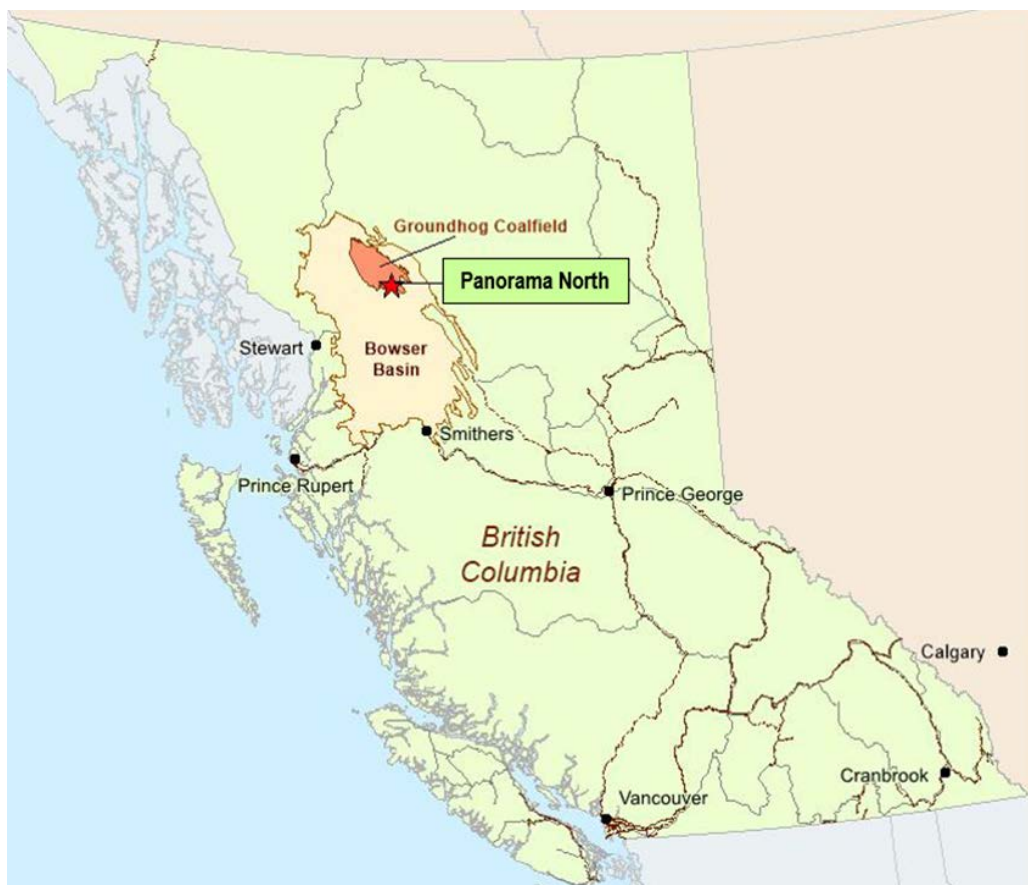 Groundhog Coalfield
Panorama North
Stewart
Bowser
Basin
Smithers
Prince Rupert
Prince George
British
Columbia
Calgary
Cranbrook
Vancouver